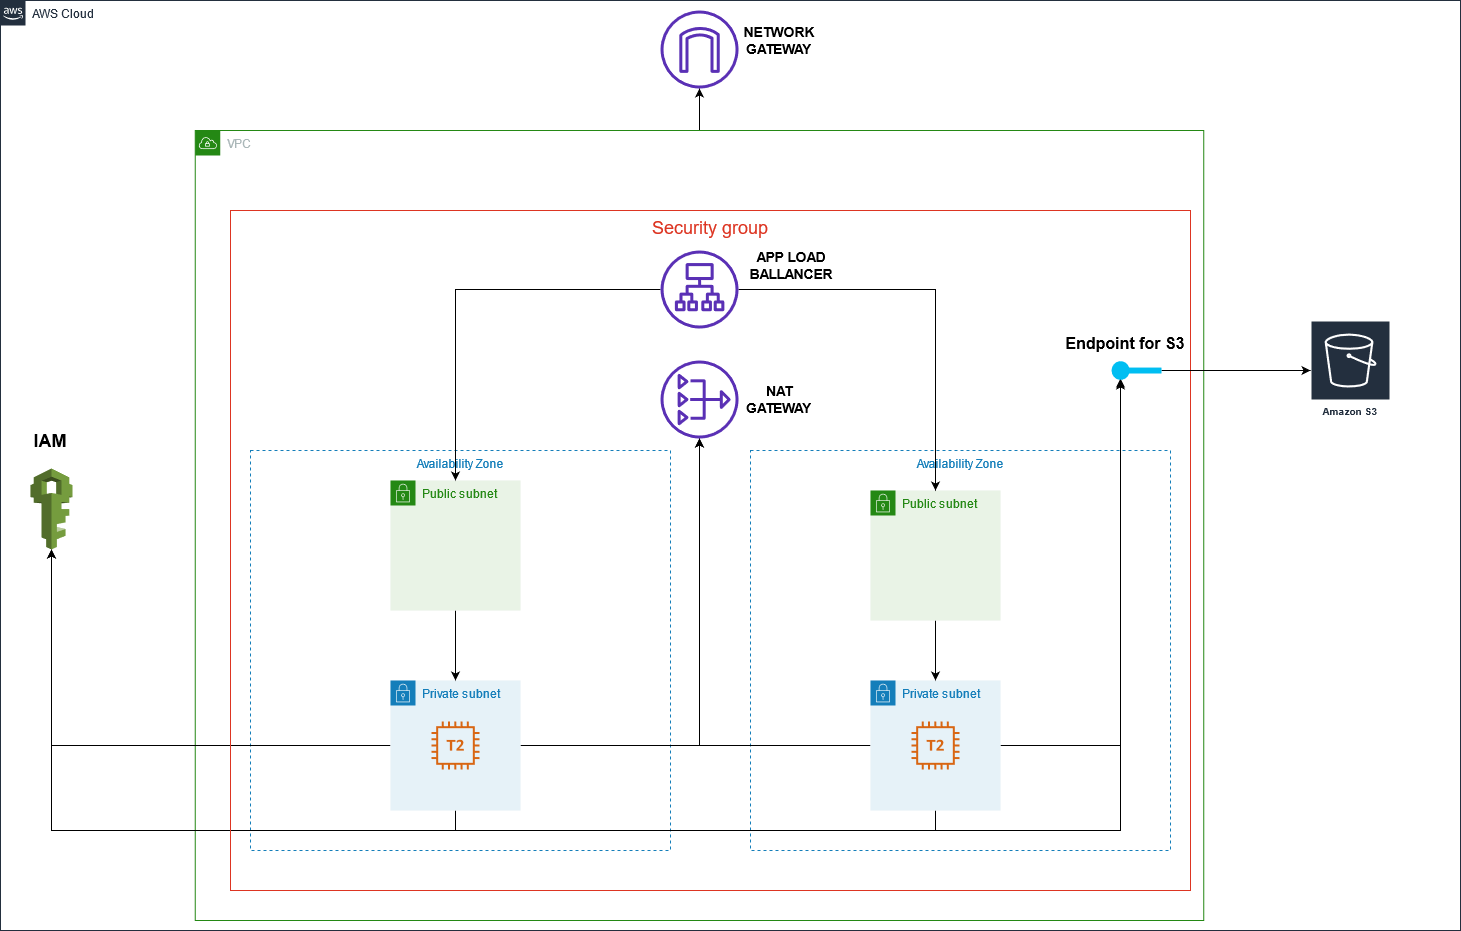 aws
AWS Cloud
NETWORK
GATEWAY
VPC
Security group
APP LOAD
BALLANCER
Endpoint for S3
NAT
GATEWAY
Amazon S3
IAM
Availability Zone
Availability Zone
Public subnet
Public subnet
Private subnet
Private subnet
T2
T2